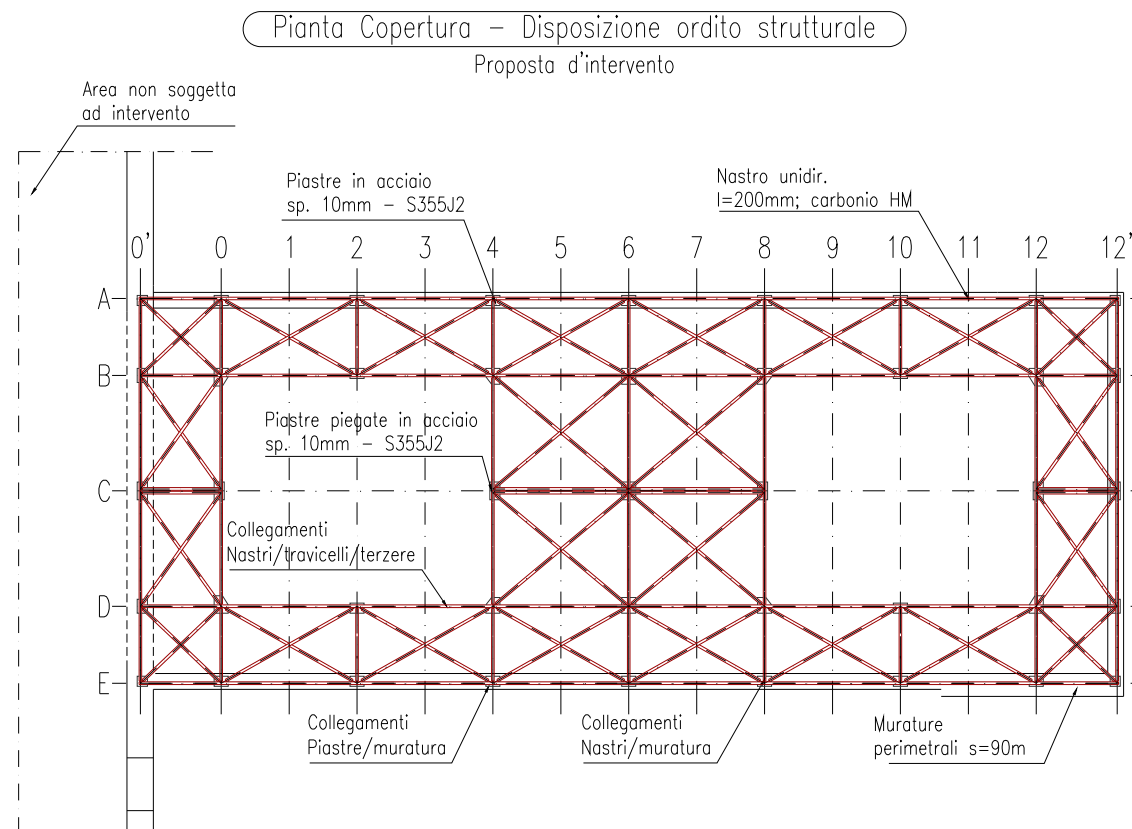 Pianta Copertura – Disposizione ordito strutturale
Proposta d'intervento
Area non soggetta
ad intervento
Piastre in acciaio
sp. 10mm – S355J2
Nastro unidir.
l=200mm; carbonio HM
0' 0 1 2 3 4 5 6 7 8 9 10 11 12 12'
A
B
Piastre piegate in acciaio
sp. 10mm – S355J2
C
Collegamenti
Nastri/travicelli/terzere
D
E
Collegamenti
Piastre/muratura
Collegamenti
Nastri/muratura
Murature
perimetrali s=90m